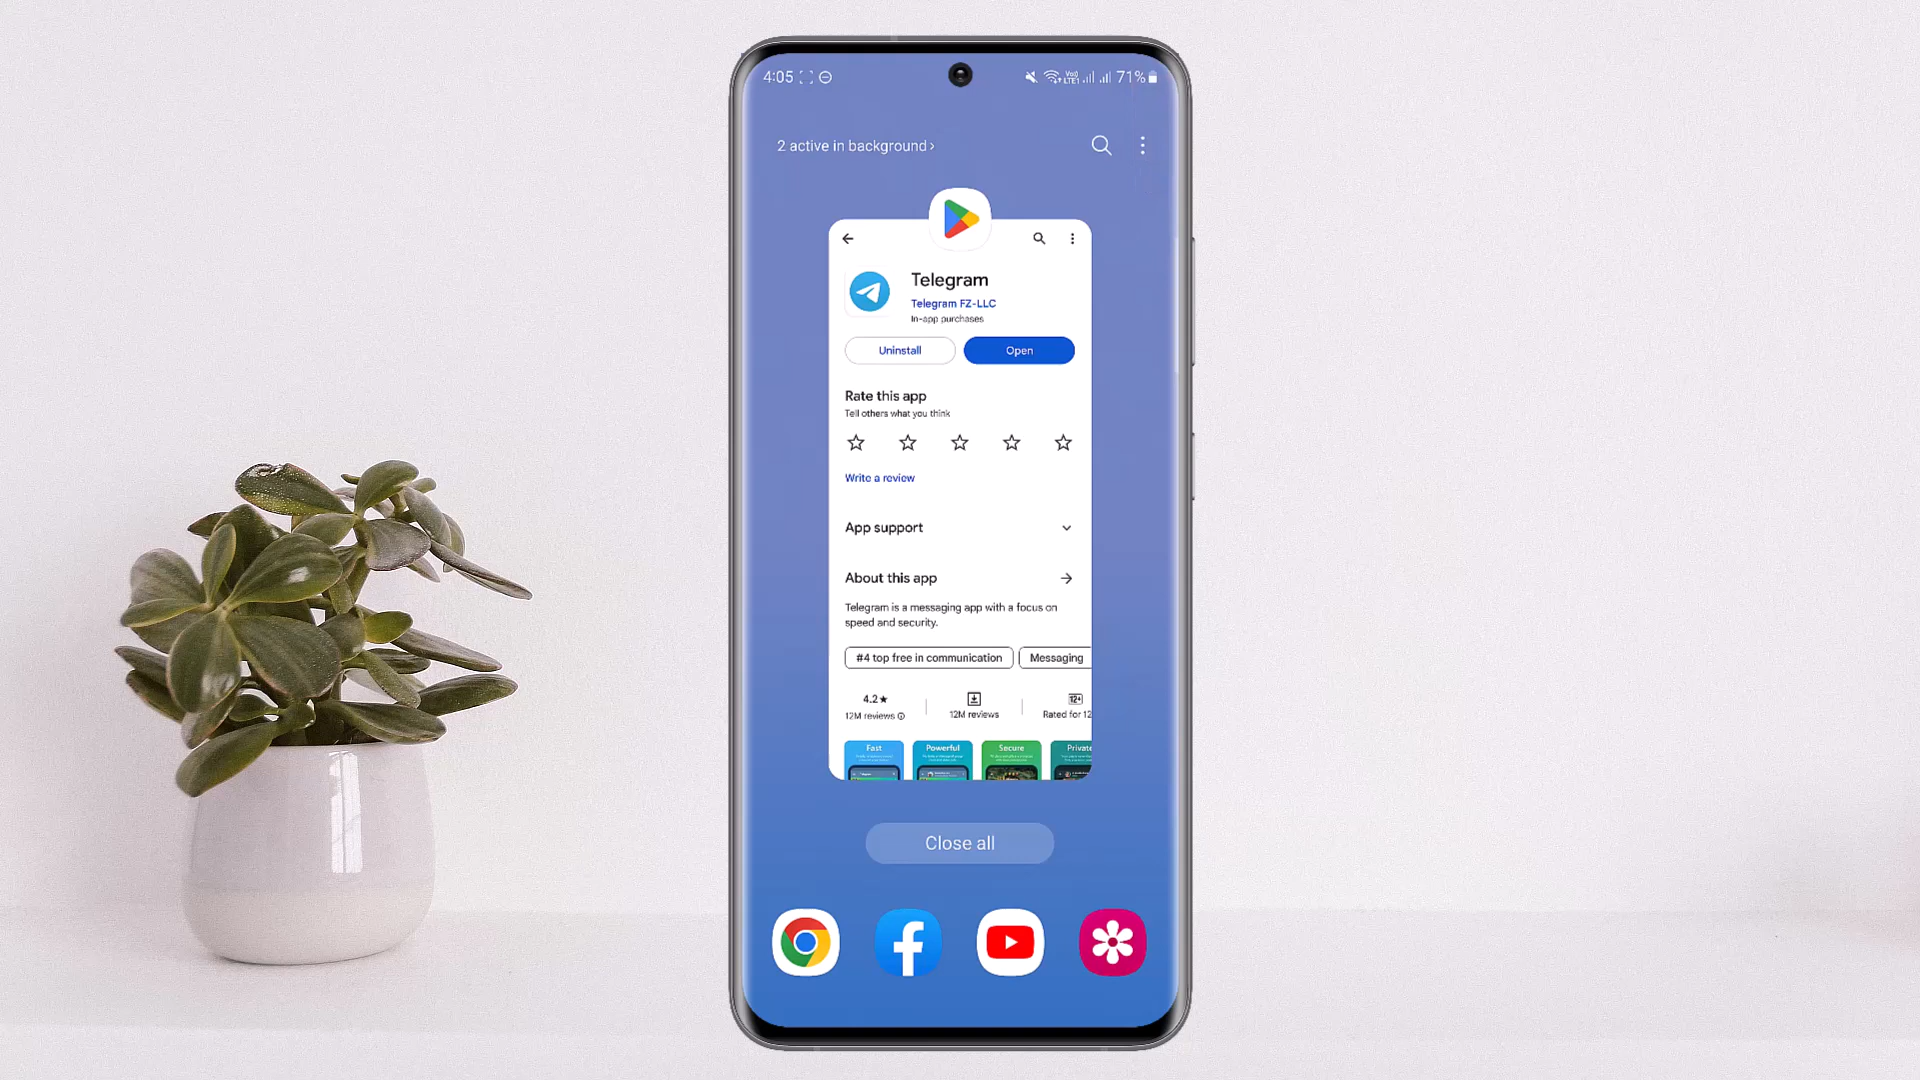 4:05
71%
2 active in background ›
Telegram
Telegram FZ-LLC
In-app purchases
Uninstall
Open
Rate this app
Tell others what you think
Write a review
App support
About this app
Telegram is a messaging app with a focus on
speed and security.
#4 top free in communication
Messaging
4.2★
12M reviews
12M reviews
12+
Rated for 12
Fast
Powerful
Secure
Private
Close all